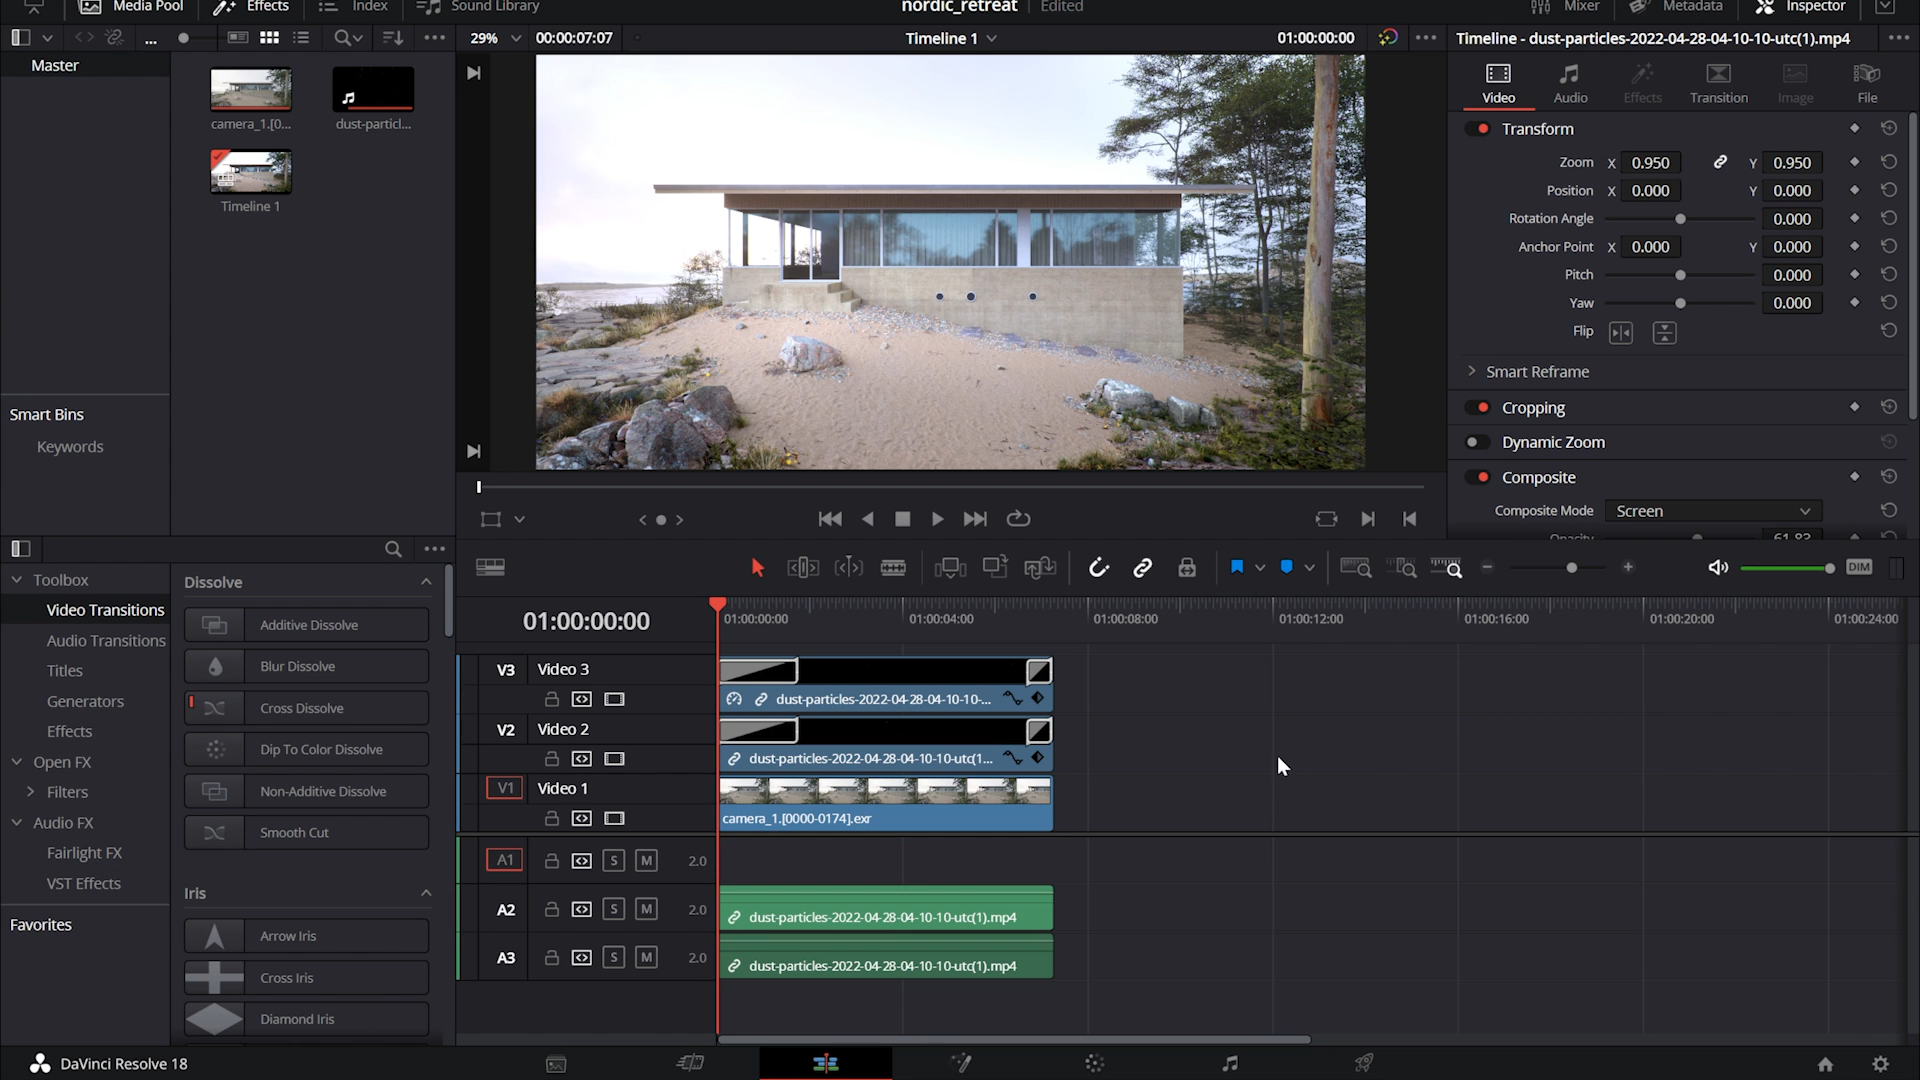 Media Pool
Effects
Index
Sound Library
nordic_retreat
Edited
Mixer
Metadata
Inspector
29%
00:00:07:07
Timeline 1
01:00:00:00
Timeline - dust-particles-2022-04-28-04-10-10-utc(1).mp4
Master
camera_1.[0...
dust-particl...
Timeline 1
Smart Bins
Keywords
Video
Audio
Effects
Transition
Image
File
Transform
Zoom X 0.950 Y 0.950
Position X 0.000 Y 0.000
Rotation Angle 0.000
Anchor Point X 0.000 Y 0.000
Pitch 0.000
Yaw 0.000
Flip
Smart Reframe
Cropping
Dynamic Zoom
Composite
Composite Mode Screen
Opacity 61.83
Toolbox
Video Transitions
Audio Transitions
Titles
Generators
Effects
Open FX
Filters
Audio FX
Fairlight FX
VST Effects
Favorites
Dissolve
Additive Dissolve
Blur Dissolve
Cross Dissolve
Dip To Color Dissolve
Non-Additive Dissolve
Smooth Cut
Iris
Arrow Iris
Cross Iris
Diamond Iris
DIM
01:00:00:00
01:00:00:00
01:00:04:00
01:00:08:00
01:00:12:00
01:00:16:00
01:00:20:00
01:00:24:00
V3 Video 3
dust-particles-2022-04-28-04-10-10-...
V2 Video 2
dust-particles-2022-04-28-04-10-10-utc(1...
V1 Video 1
camera_1.[0000-0174].exr
A1 S M 2.0
A2 S M 2.0
dust-particles-2022-04-28-04-10-10-utc(1).mp4
A3 S M 2.0
dust-particles-2022-04-28-04-10-10-utc(1).mp4
DaVinci Resolve 18